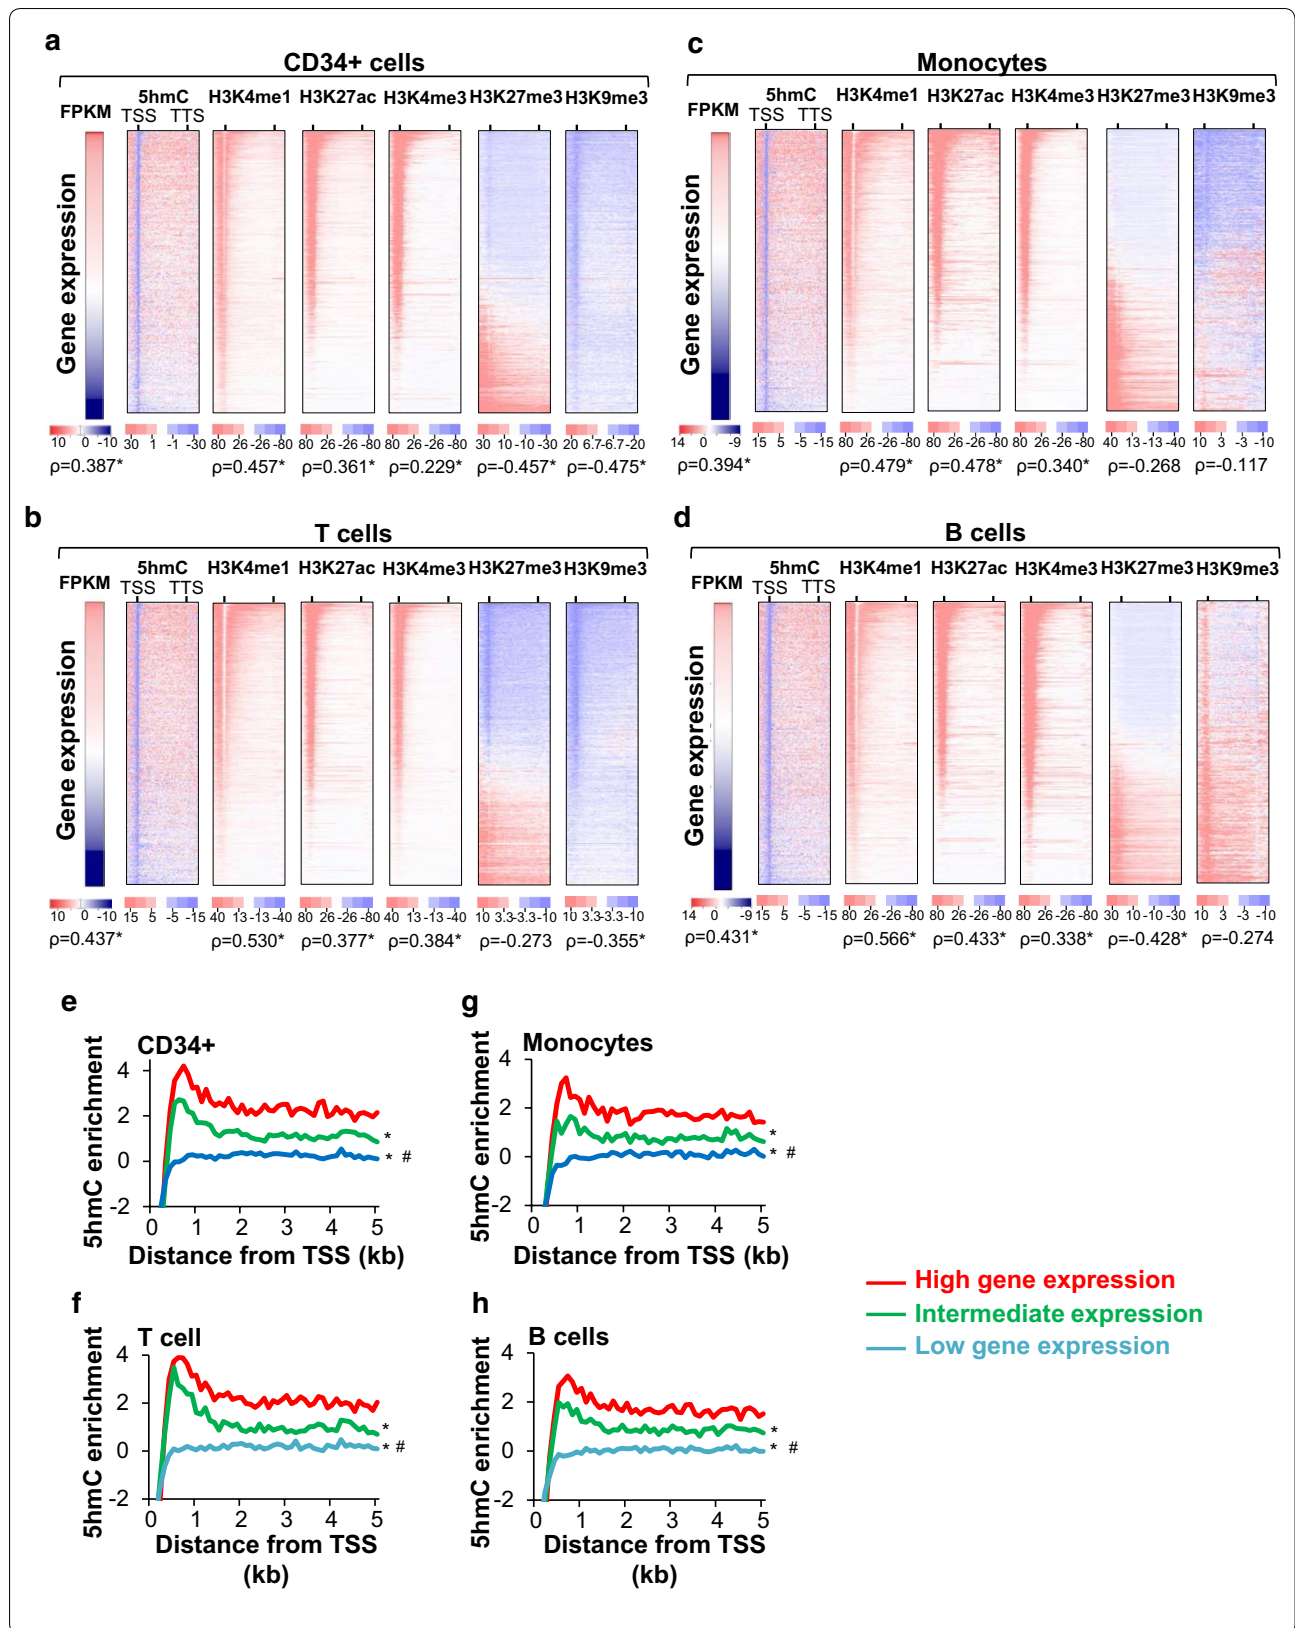 a
CD34+ cells
FPKM 5hmC H3K4me1 H3K27ac H3K4me3 H3K27me3 H3K9me3
TSS TTS
Gene expression
10 0 -10 30 1 -1 -30 80 26 -26 -80 80 26 -26 -80 80 26 -26 -80 30 10 -10 -30 20 6.7 -6.7 -20
ρ=0.387* ρ=0.457* ρ=0.361* ρ=0.229* ρ=-0.457* ρ=-0.475*
c
Monocytes
FPKM 5hmC H3K4me1 H3K27ac H3K4me3 H3K27me3 H3K9me3
TSS TTS
Gene expression
14 0 -9 15 5 -5 -15 80 26 -26 -80 80 26 -26 -80 80 26 -26 -80 40 13 -13 -40 10 3 -3 -10
ρ=0.394* ρ=0.479* ρ=0.478* ρ=0.340* ρ=-0.268 ρ=-0.117
b
T cells
FPKM 5hmC H3K4me1 H3K27ac H3K4me3 H3K27me3 H3K9me3
TSS TTS
Gene expression
10 0 -10 15 5 -5 -15 40 13 -13 -40 80 26 -26 -80 40 13 -13 -40 10 3.3 -3.3 -10 10 3.3 -3.3 -10
ρ=0.437* ρ=0.530* ρ=0.377* ρ=0.384* ρ=-0.273 ρ=-0.355*
d
B cells
FPKM 5hmC H3K4me1 H3K27ac H3K4me3 H3K27me3 H3K9me3
TSS TTS
Gene expression
14 0 -9 15 5 -5 -15 80 26 -26 -80 80 26 -26 -80 80 26 -26 -80 30 10 -10 -30 10 3 -3 -10
ρ=0.431* ρ=0.566* ρ=0.433* ρ=0.338* ρ=-0.428* ρ=-0.274
e
CD34+
5hmC enrichment
4
2
0
-2
*
* #
0 1 2 3 4 5
Distance from TSS (kb)
g
Monocytes
5hmC enrichment
4
2
0
-2
*
* #
0 1 2 3 4 5
Distance from TSS (kb)
High gene expression
Intermediate expression
Low gene expression
f
T cell
5hmC enrichment
4
2
0
-2
*
* #
0 1 2 3 4 5
Distance from TSS
(kb)
h
B cells
5hmC enrichment
4
2
0
-2
*
* #
0 1 2 3 4 5
Distance from TSS
(kb)